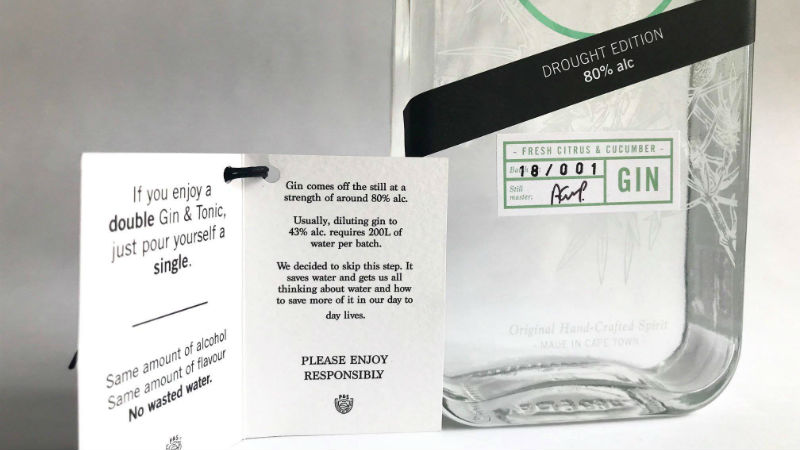 If you enjoy a
double Gin & Tonic,
just pour yourself a
single.
Same amount of alcohol
Same amount of flavour
No wasted water.
P&S
Gin comes off the still at a
strength of around 80% alc.
Usually, diluting gin to
43% alc. requires 200L of
water per batch.
We decided to skip this step. It
saves water and gets us all
thinking about water and how
to save more of it in our day to
day lives.
PLEASE ENJOY
RESPONSIBLY
P&S
DROUGHT EDITION
80% alc
- FRESH CITRUS & CUCUMBER -
Batch 18/001
Still
master:
GIN
Original Hand-Crafted Spirit
- MADE IN CAPE TOWN -